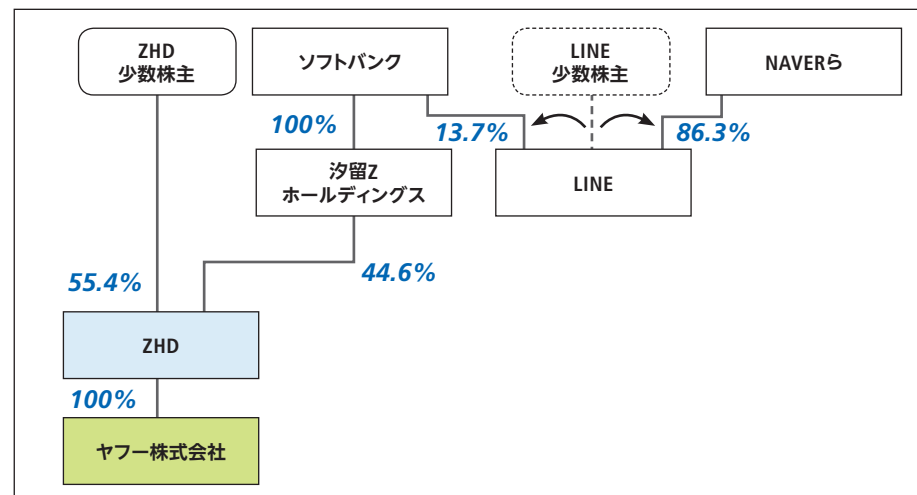 ZHD
少数株主
ソフトバンク
LINE
少数株主
NAVERら
100%
13.7%
86.3%
汐留Z
ホールディングス
LINE
55.4%
44.6%
ZHD
100%
ヤフー株式会社